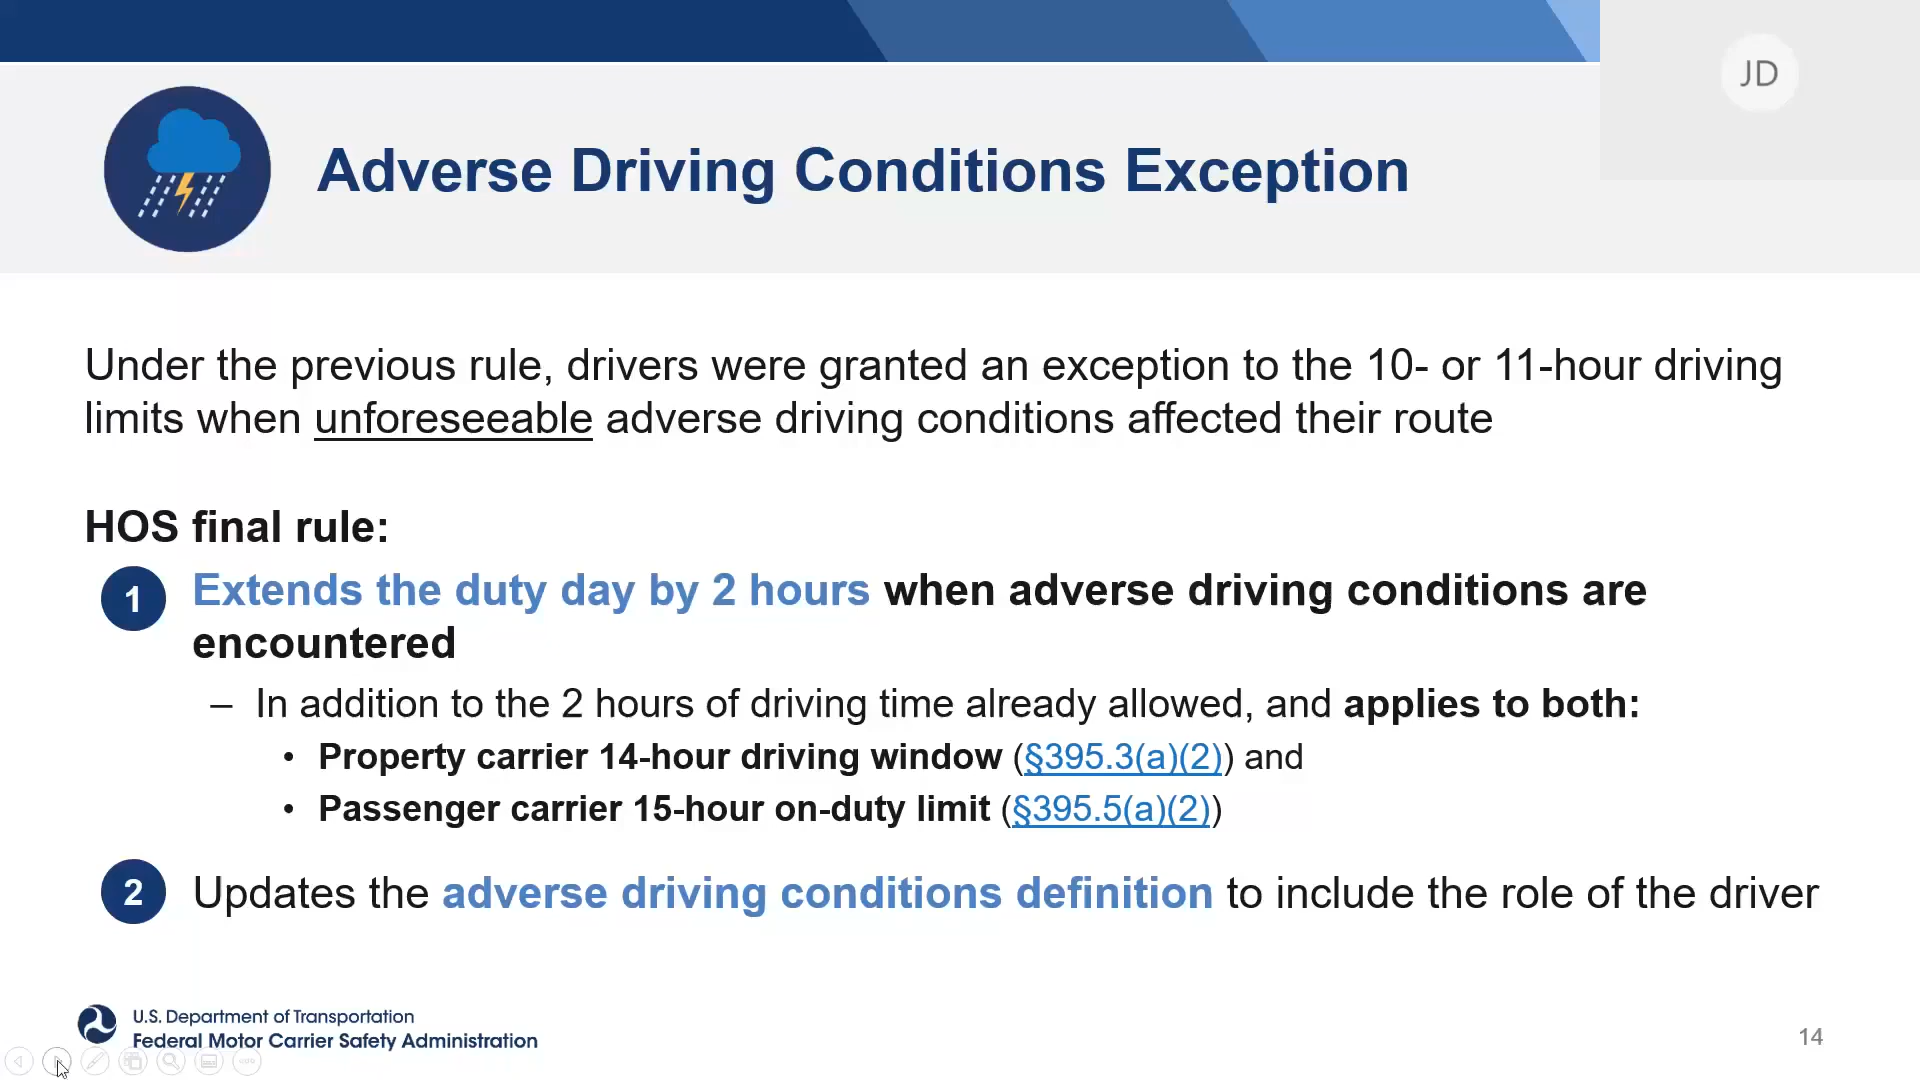 JD
Adverse Driving Conditions Exception
Under the previous rule, drivers were granted an exception to the 10- or 11-hour driving
limits when unforeseeable adverse driving conditions affected their route
HOS final rule:
1 Extends the duty day by 2 hours when adverse driving conditions are
encountered
– In addition to the 2 hours of driving time already allowed, and applies to both:
• Property carrier 14-hour driving window (§395.3(a)(2)) and
• Passenger carrier 15-hour on-duty limit (§395.5(a)(2))
2 Updates the adverse driving conditions definition to include the role of the driver
U.S. Department of Transportation
Federal Motor Carrier Safety Administration
14